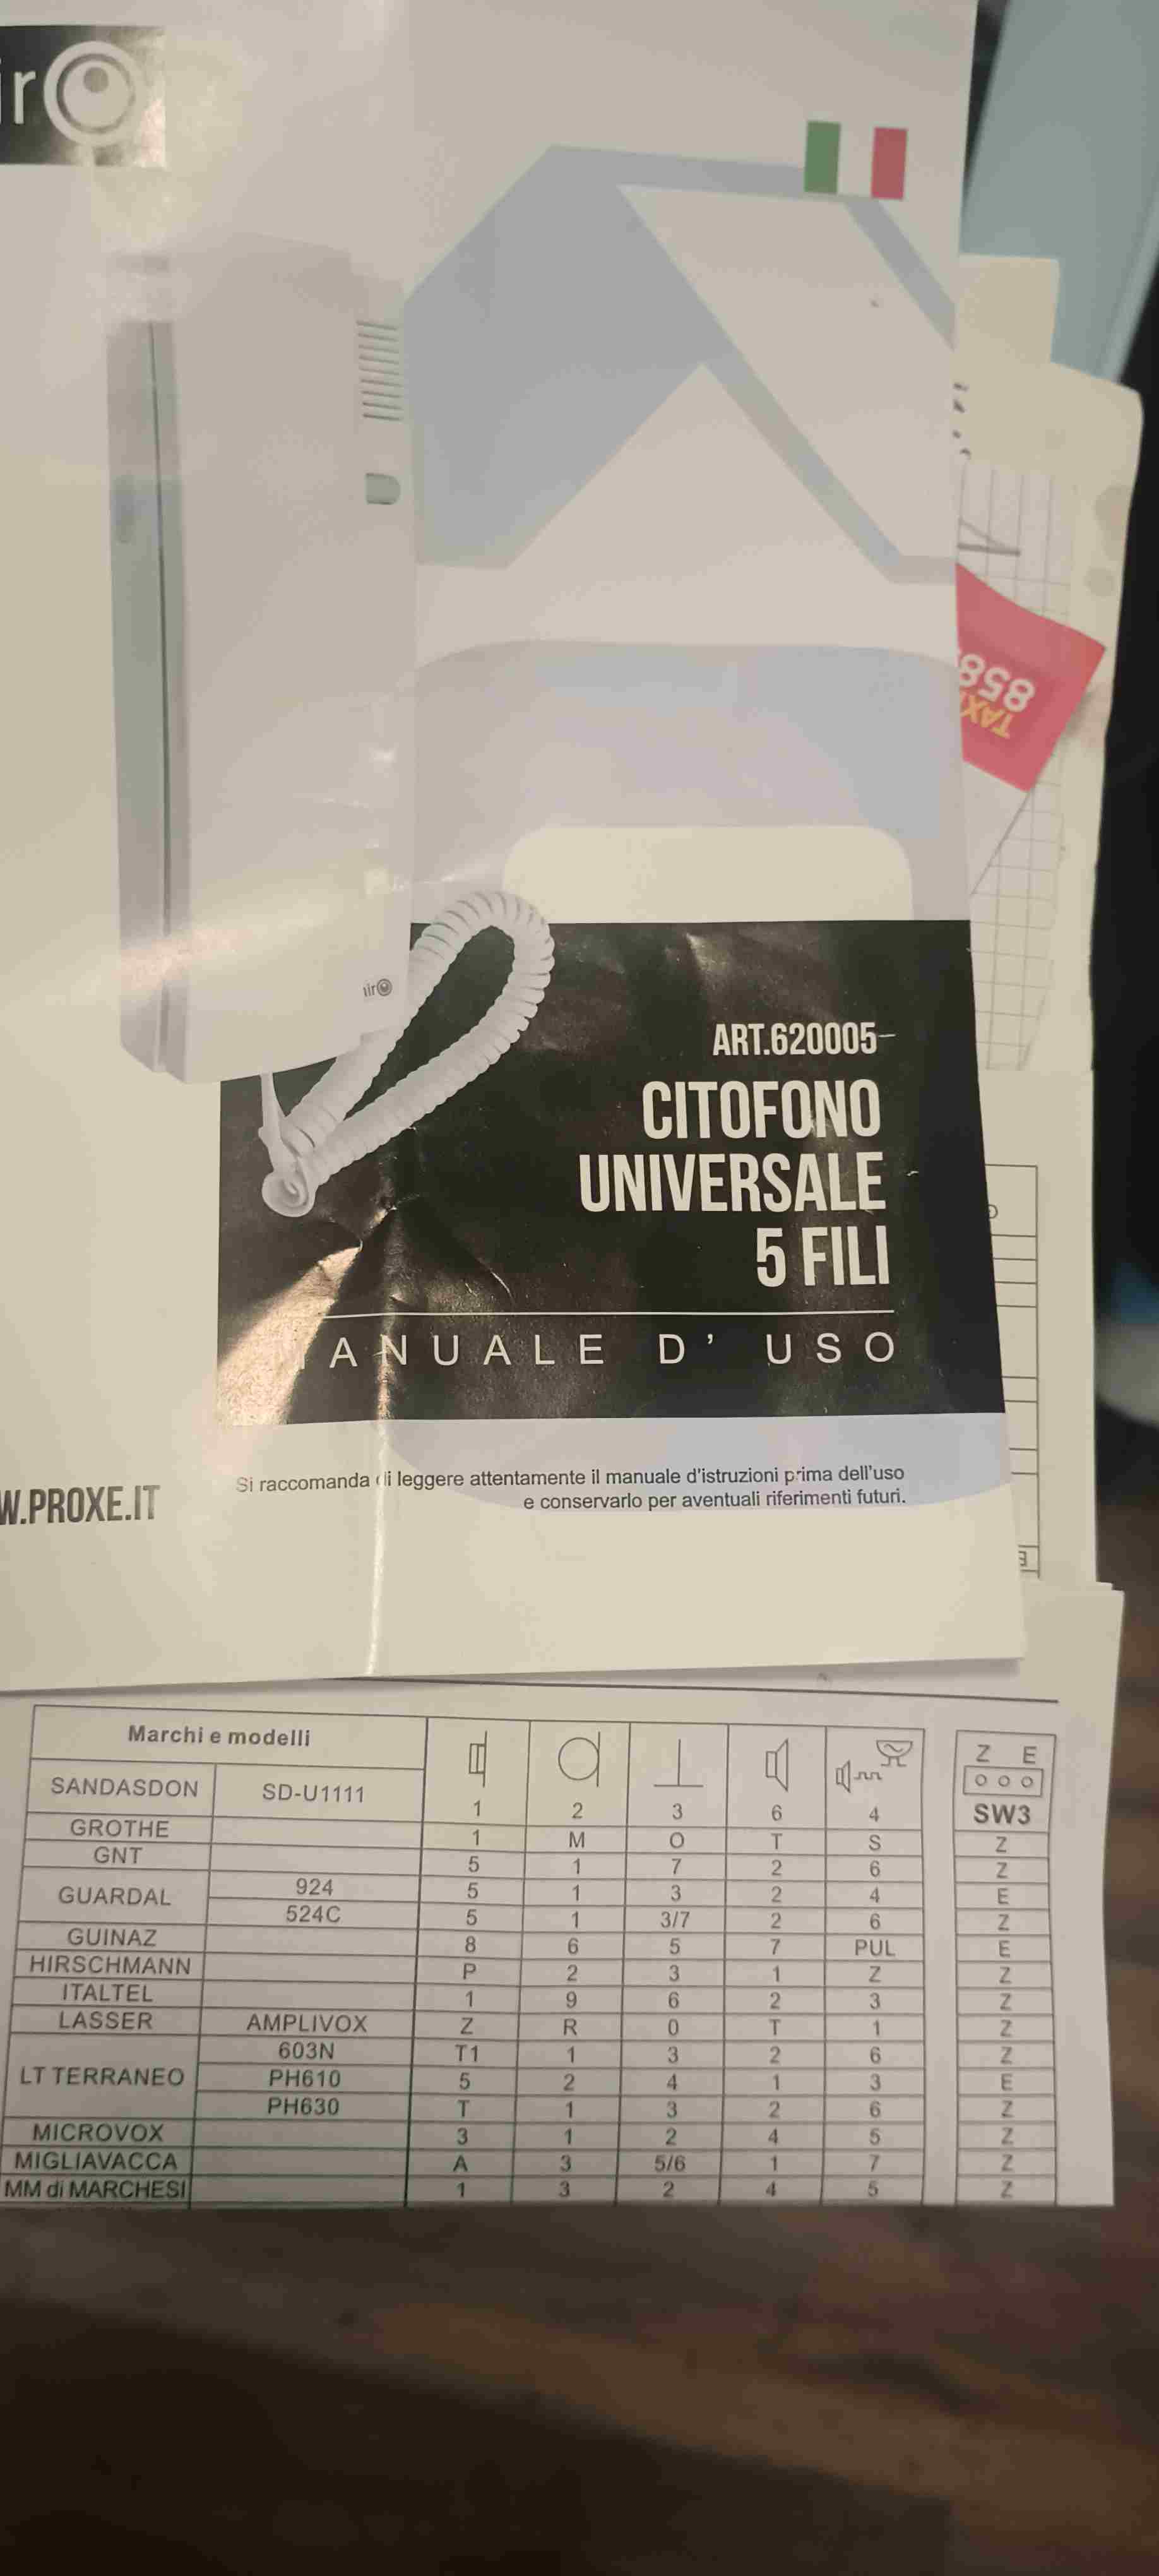 ir
ir
858
TAXI
ART.620005
CITOFONO
UNIVERSALE
5 FILI
ANUALE D' USO
Si raccomanda di leggere attentamente il manuale d'istruzioni prima dell'uso
e conservarlo per aventuali riferimenti futuri.
W.PROXE.IT
E
Marchi e modelli
Z E
SANDASDON SD-U1111 1 2 3 6 4 SW3
GROTHE 1 M O T S Z
GNT 5 1 7 2 6 Z
GUARDAL 924 5 1 3 2 4 E
524C 5 1 3/7 2 6 Z
GUINAZ 8 6 5 7 PUL E
HIRSCHMANN P 2 3 1 Z Z
ITALTEL 1 9 6 2 3 Z
LASSER AMPLIVOX Z R 0 T 1 Z
LT TERRANEO 603N T1 1 3 2 6 Z
PH610 5 2 4 1 3 E
PH630 T 1 3 2 6 Z
MICROVOX 3 1 2 4 5 Z
MIGLIAVACCA A 3 5/6 1 7 Z
MM di MARCHESI 1 3 2 4 5 Z